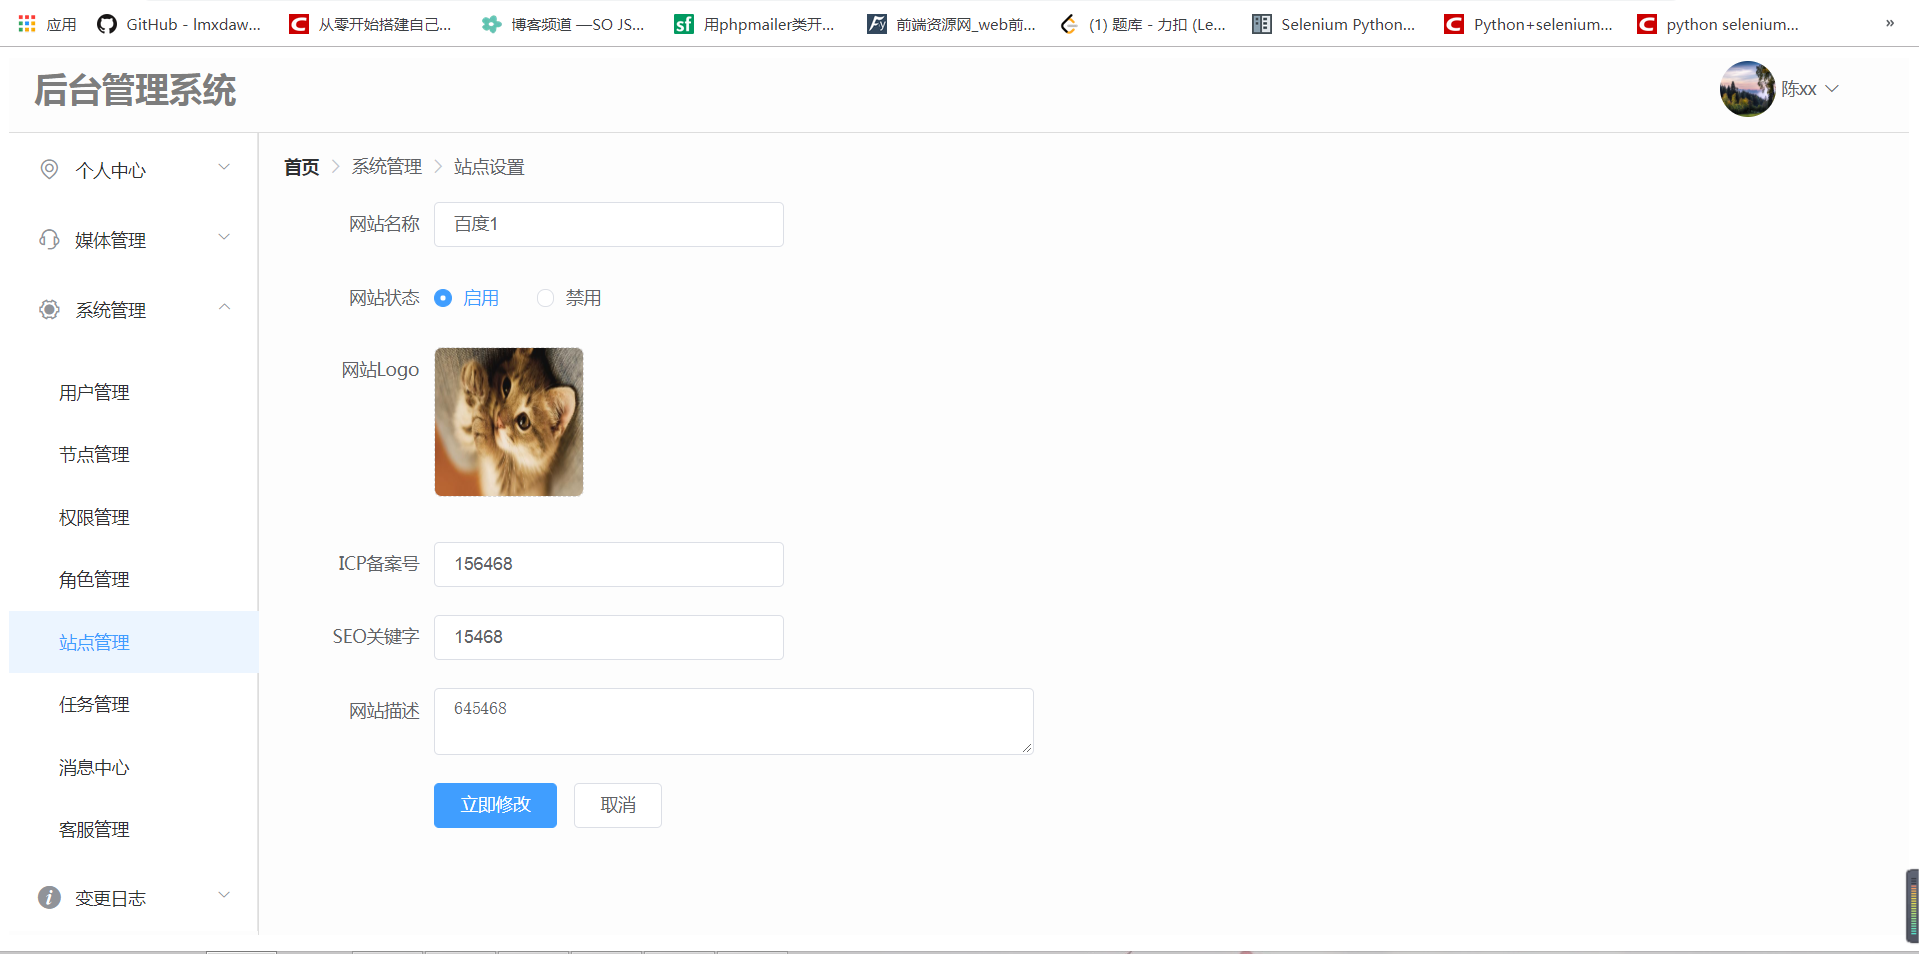 应用 GitHub - lmxdaw... 从零开始搭建自己... 博客频道 —SO JS... 用phpmailer类开... 前端资源网_web前... (1) 题库 - 力扣 (Le... Selenium Python... Python+selenium... python selenium... »
后台管理系统
陈xx
个人中心
媒体管理
系统管理
用户管理
节点管理
权限管理
角色管理
站点管理
任务管理
消息中心
客服管理
变更日志
首页 系统管理 站点设置
网站名称 百度1
网站状态 启用 禁用
网站Logo
ICP备案号 156468
SEO关键字 15468
网站描述 645468
立即修改 取消